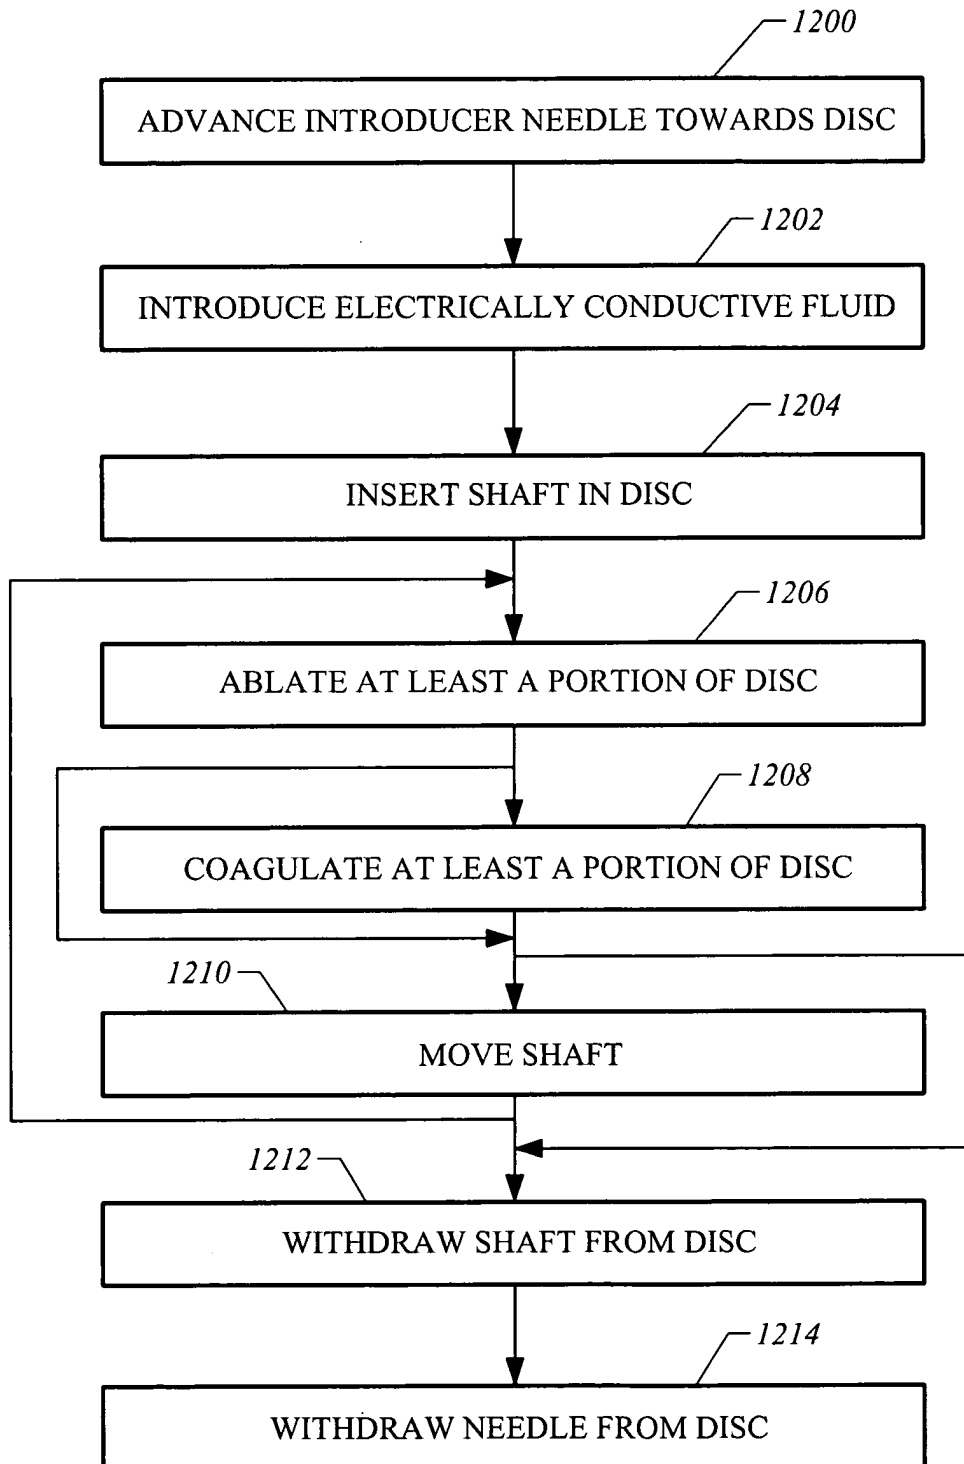 1200
ADVANCE INTRODUCER NEEDLE TOWARDS DISC
1202
INTRODUCE ELECTRICALLY CONDUCTIVE FLUID
1204
INSERT SHAFT IN DISC
1206
ABLATE AT LEAST A PORTION OF DISC
1208
COAGULATE AT LEAST A PORTION OF DISC
1210
MOVE SHAFT
1212
WITHDRAW SHAFT FROM DISC
1214
WITHDRAW NEEDLE FROM DISC